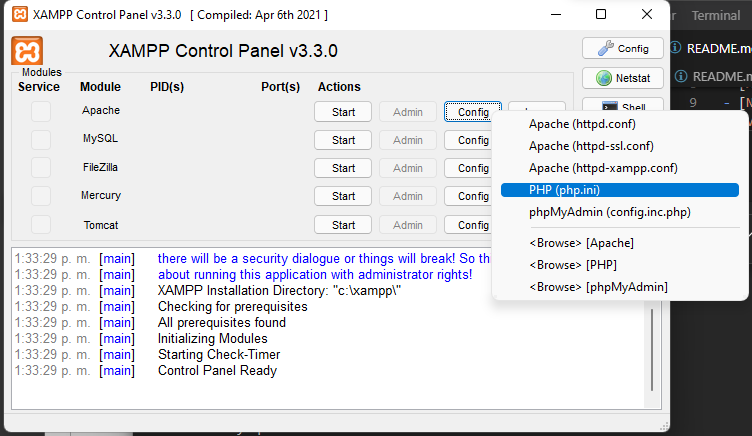 XAMPP Control Panel v3.3.0 [ Compiled: Apr 6th 2021 ]
Terminal
XAMPP Control Panel v3.3.0
Config
README.m
Modules
Service Module PID(s) Port(s) Actions
Netstat
README.m
Apache Start Admin Config
Shell
9 - [
Apache (httpd.conf)
MySQL Start Admin Config
Apache (httpd-ssl.conf)
FileZilla Start Admin Config
Apache (httpd-xampp.conf)
PHP (php.ini)
Mercury Start Admin Config
phpMyAdmin (config.inc.php)
Tomcat Start Admin Config
<Browse> [Apache]
<Browse> [PHP]
<Browse> [phpMyAdmin]
1:33:29 p. m. [main] there will be a security dialogue or things will break! So th
1:33:29 p. m. [main] about running this application with administrator rights!
1:33:29 p. m. [main] XAMPP Installation Directory: "c:\xampp\"
1:33:29 p. m. [main] Checking for prerequisites
1:33:29 p. m. [main] All prerequisites found
1:33:29 p. m. [main] Initializing Modules
1:33:29 p. m. [main] Starting Check-Timer
1:33:29 p. m. [main] Control Panel Ready